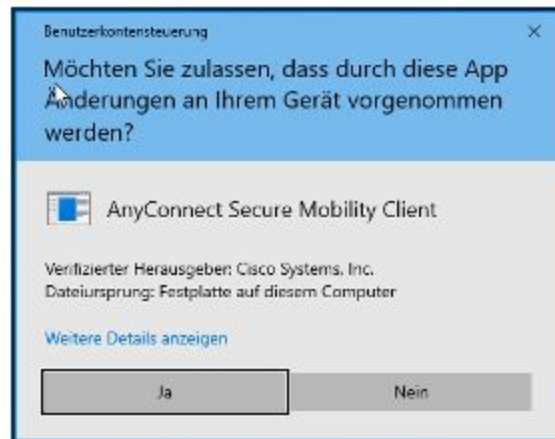 Benutzerkontensteuerung
Möchten Sie zulassen, dass durch diese App
Änderungen an Ihrem Gerät vorgenommen
werden?
AnyConnect Secure Mobility Client
Verifizierter Herausgeber: Cisco Systems, Inc.
Dateiursprung: Festplatte auf diesem Computer
Weitere Details anzeigen
Ja
Nein